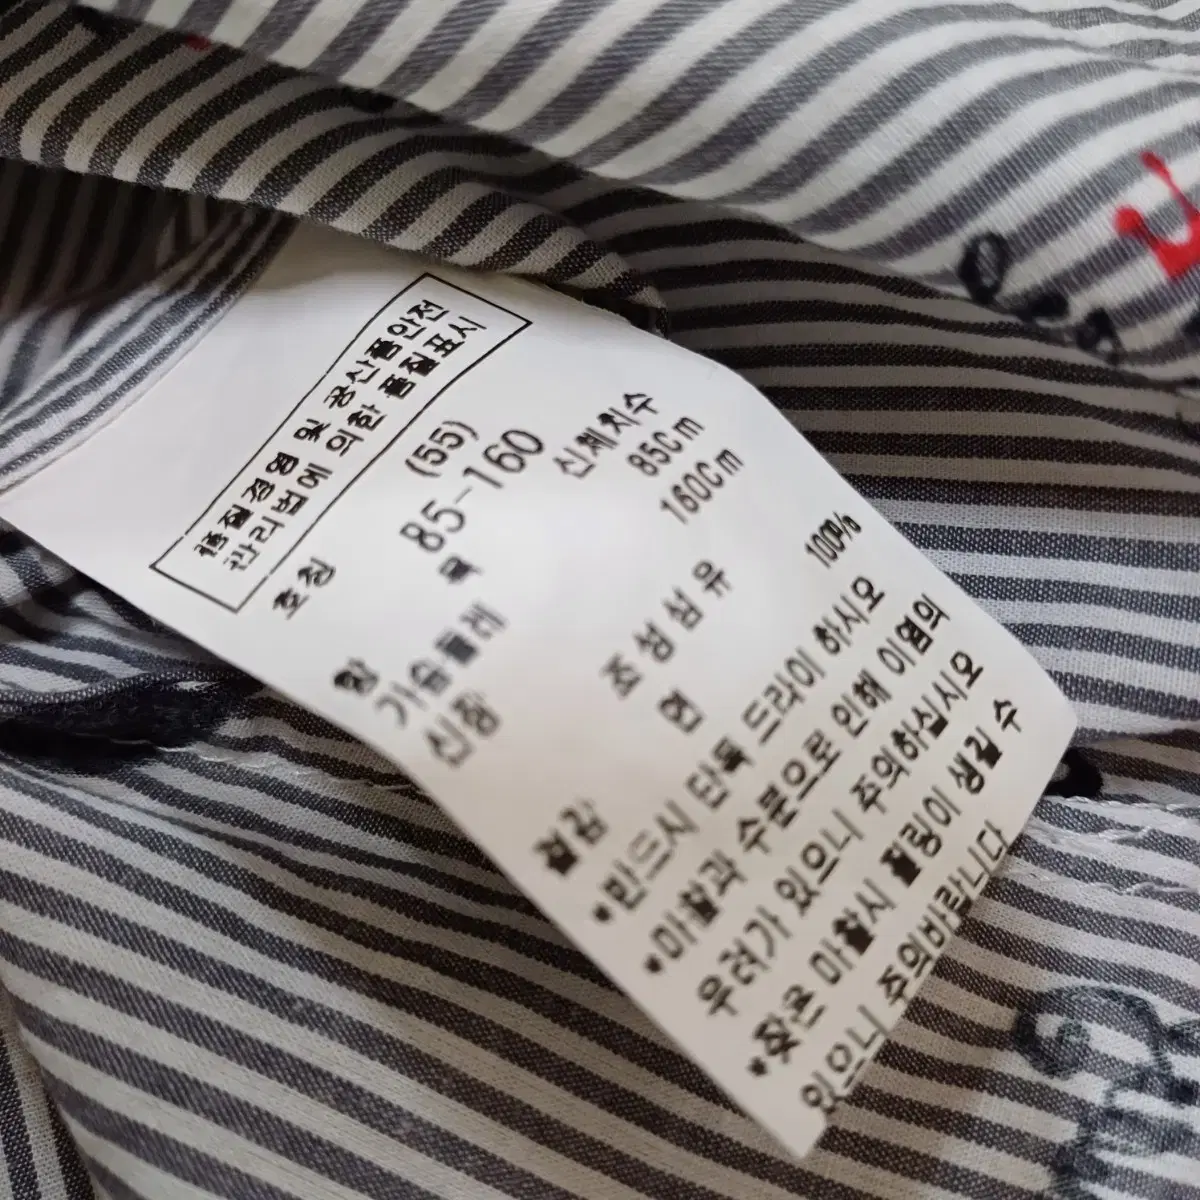 품질경영 및 공산품안전
관리법에 의한 품질표시
(55)
호칭 85-160
항 목 신체치수
가슴둘레 85Cm
신장 160Cm
조 성 섬 유
겉감 면 100%
*반드시 단독 드라이 하시오
*마찰과 수분으로 인해 이염의
우려가 있으니 주의하십시오
*잦은 마찰시 필링이 생길 수
있으니 주의바랍니다